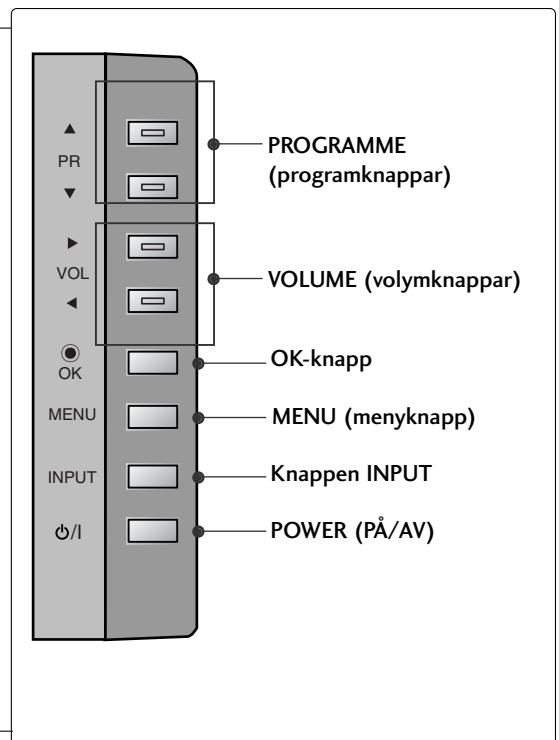 PR
VOL
OK
MENU
INPUT
⏻/I
PROGRAMME
(programknappar)
VOLUME (volymknappar)
OK-knapp
MENU (menyknapp)
Knappen INPUT
POWER (PÅ/AV)